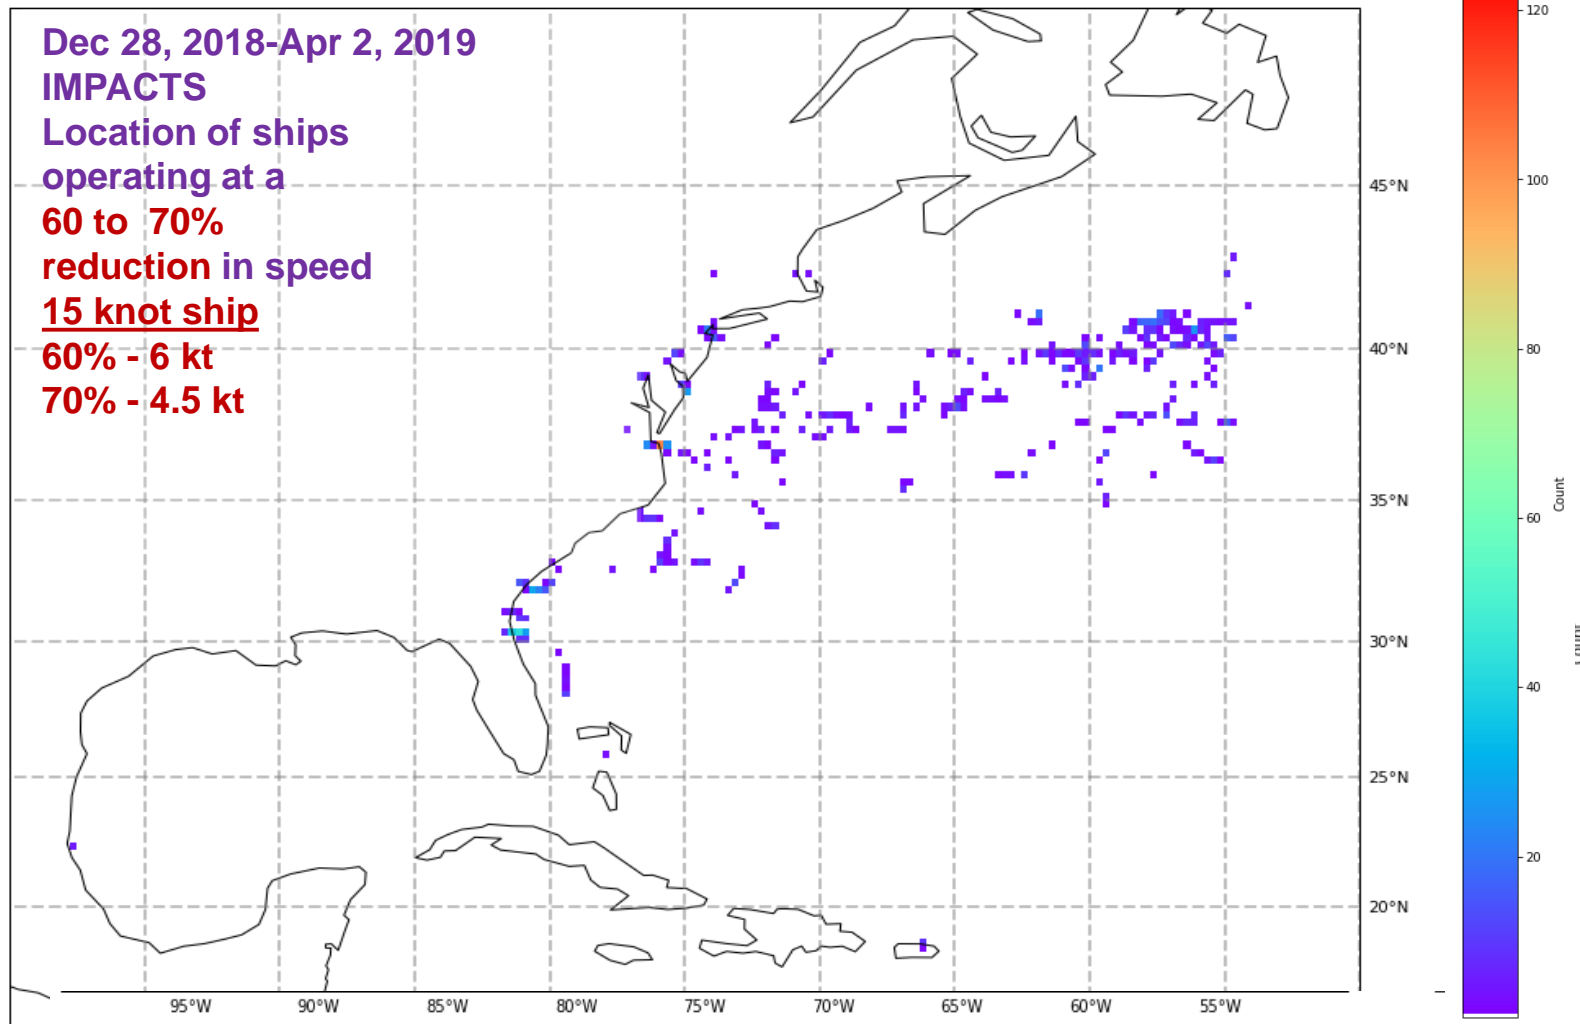 Dec 28, 2018-Apr 2, 2019
IMPACTS
Location of ships
operating at a
60 to 70%
reduction in speed
15 knot ship
60% - 6 kt
70% - 4.5 kt
45°N
40°N
35°N
30°N
25°N
20°N
95°W 90°W 85°W 80°W 75°W 70°W 65°W 60°W 55°W
120
100
80
60
40
20
Count